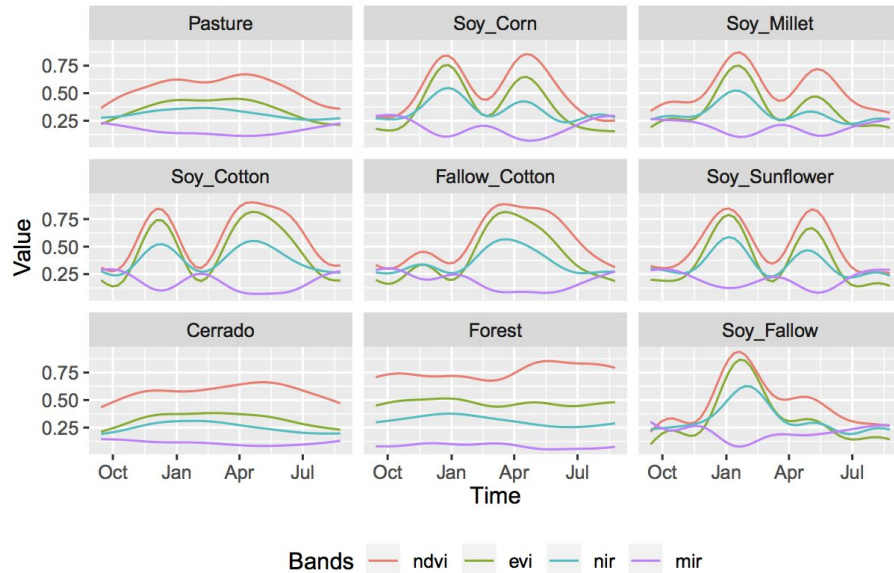 Pasture Soy_Corn Soy_Millet
0.75
0.50
0.25
Soy_Cotton Fallow_Cotton Soy_Sunflower
Value
0.75
0.50
0.25
Cerrado Forest Soy_Fallow
0.75
0.50
0.25
Oct Jan Apr Jul Oct Jan Apr Jul Oct Jan Apr Jul
Time
Bands ndvi evi nir mir